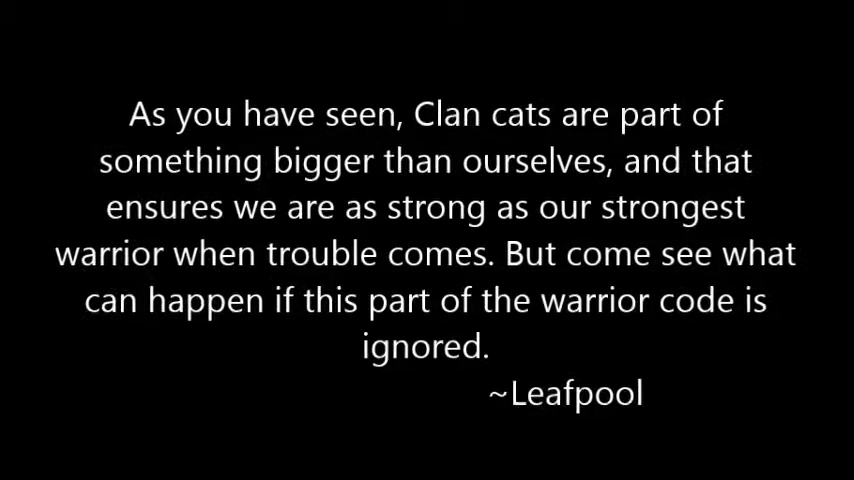 As you have seen, Clan cats are part of
something bigger than ourselves, and that
ensures we are as strong as our strongest
warrior when trouble comes. But come see what
can happen if this part of the warrior code is
ignored.
~Leafpool